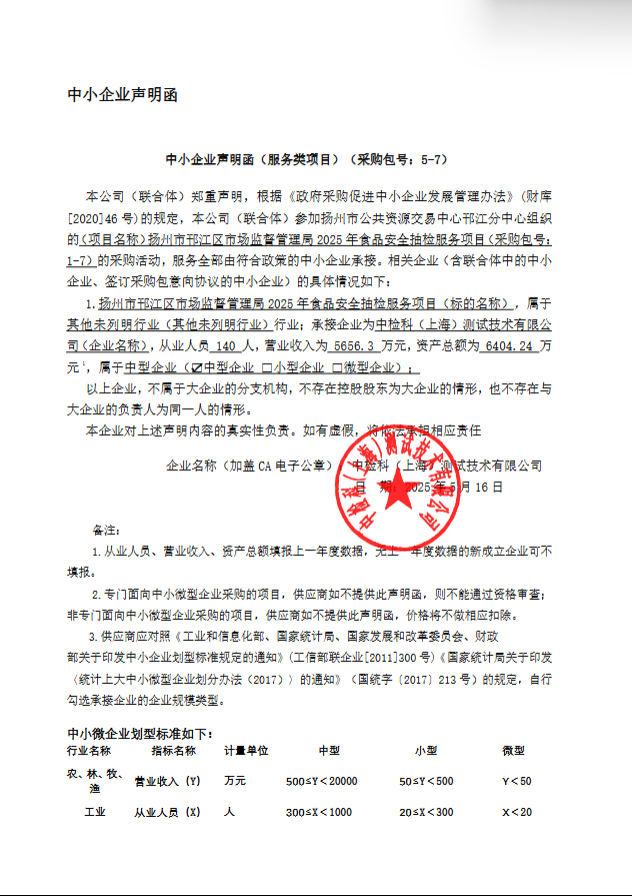 中小企业声明函
中小企业声明函（服务类项目）（采购包号：5-7）
本公司（联合体）郑重声明，根据《政府采购促进中小企业发展管理办法》（财库
[2020]46 号)的规定，本公司（联合体）参加扬州市公共资源交易中心邗江分中心组织
的(项目名称)扬州市邗江区市场监督管理局 2025 年食品安全抽检服务项目(采购包号:
1-7)的采购活动，服务全部由符合政策的中小企业承接。相关企业（含联合体中的中小
企业、签订采购包意向协议的中小企业）的具体情况如下：
1.扬州市邗江区市场监督管理局 2025 年食品安全抽检服务项目（标的名称），属于
其他未列明行业（其他未列明行业）行业；承接企业为中检科（上海）测试技术有限公
司（企业名称），从业人员 140 人，营业收入为 5656.3 万元，资产总额为 6404.24 万
元¹，属于中型企业（☑中型企业 ☐小型企业 ☐微型企业）；
以上企业，不属于大企业的分支机构，不存在控股股东为大企业的情形，也不存在与
大企业的负责人为同一人的情形。
本企业对上述声明内容的真实性负责。如有虚假，将依法承担相应责任
企业名称（加盖 CA 电子公章）：中检科（上海）测试技术有限公司
日 期：2025 年 5 月 16 日
中检科（上海）测试技术有限公司
备注：
1.从业人员、营业收入、资产总额填报上一年度数据，无上一年度数据的新成立企业可不
填报。
2.专门面向中小微型企业采购的项目，供应商如不提供此声明函，则不能通过资格审查；
非专门面向中小微型企业采购的项目，供应商如不提供此声明函，价格将不做相应扣除。
3.供应商应对照《工业和信息化部、国家统计局、国家发展和改革委员会、财政
部关于印发中小企业划型标准规定的通知》(工信部联企业[2011]300 号)《国家统计局关于印发
〈统计上大中小微型企业划分办法（2017）〉的通知》（国统字〔2017〕213 号）的规定，自行
勾选承接企业的企业规模类型。
中小微企业划型标准如下：
行业名称 指标名称 计量单位 中型 小型 微型
农、林、牧、渔 营业收入（Y） 万元 500≤Y＜20000 50≤Y＜500 Y＜50
工业 从业人员（X） 人 300≤X＜1000 20≤X＜300 X＜20